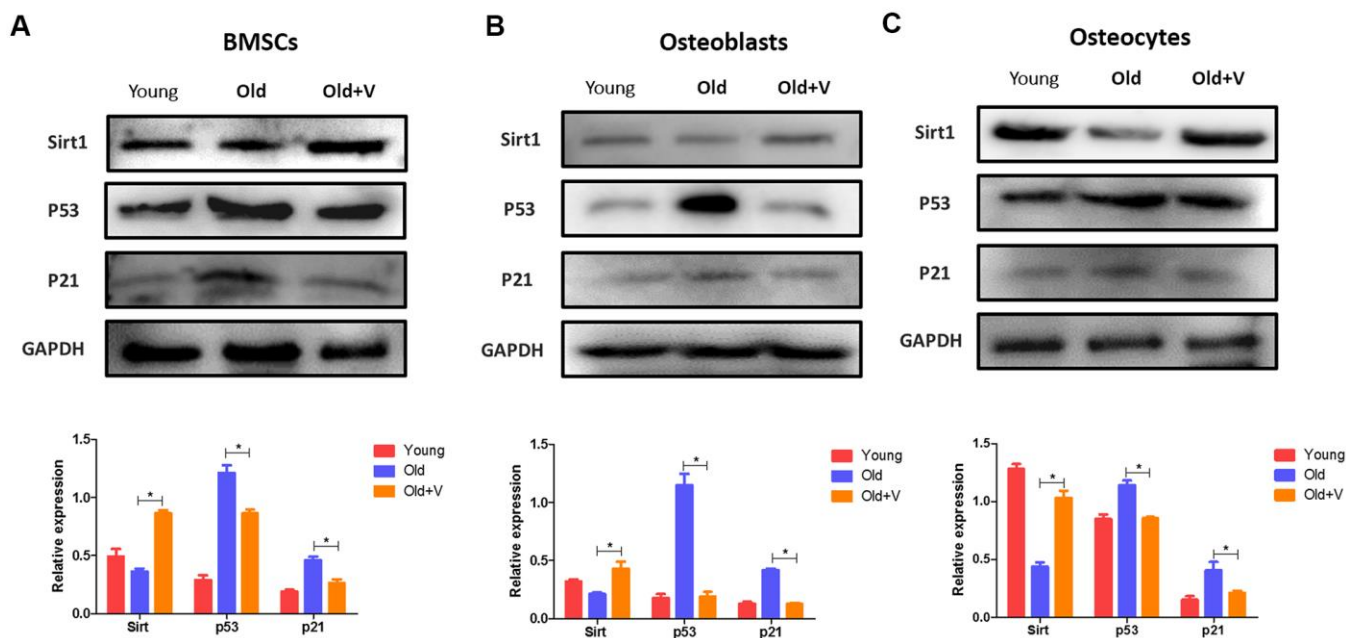 A
BMSCs
Young Old Old+V
Sirt1
P53
P21
GAPDH
1.5
1.0
0.5
0.0
Relative expression
* * *
Sirt p53 p21
Young
Old
Old+V
B
Osteoblasts
Young Old Old+V
Sirt1
P53
P21
GAPDH
1.5
1.0
0.5
0.0
Relative expression
* * *
Sirt p53 p21
Young
Old
Old+V
C
Osteocytes
Young Old Old+V
Sirt1
P53
P21
GAPDH
1.5
1.0
0.5
0.0
Relative expression
* * *
Sirt p53 p21
Young
Old
Old+V